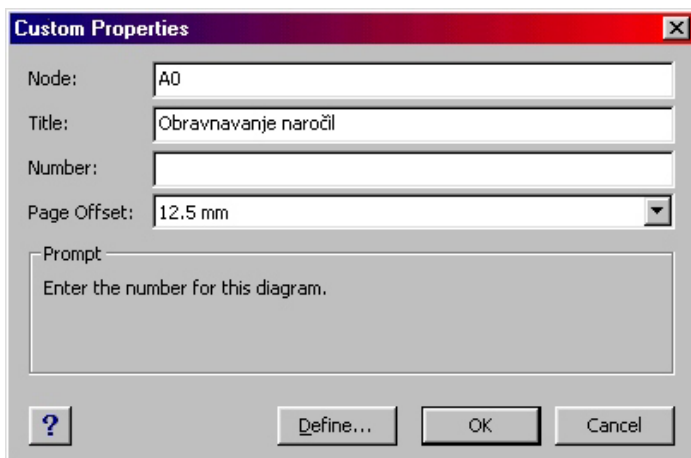 Custom Properties
Node: A0
Title: Obravnavanje naročil
Number:
Page Offset: 12.5 mm
Prompt
Enter the number for this diagram.
? Define... OK Cancel